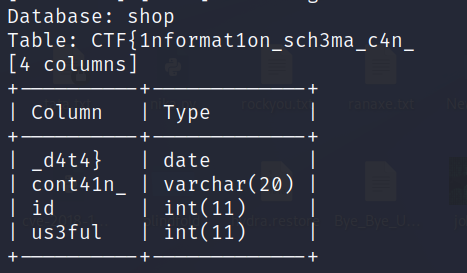 Database: shop
Table: CTF{1nformat1on_sch3ma_c4n_
[4 columns]
+----------+-------------+
| Column | Type |
+----------+-------------+
| _d4t4} | date |
| cont41n_ | varchar(20) |
| id | int(11) |
| us3ful | int(11) |
+----------+-------------+